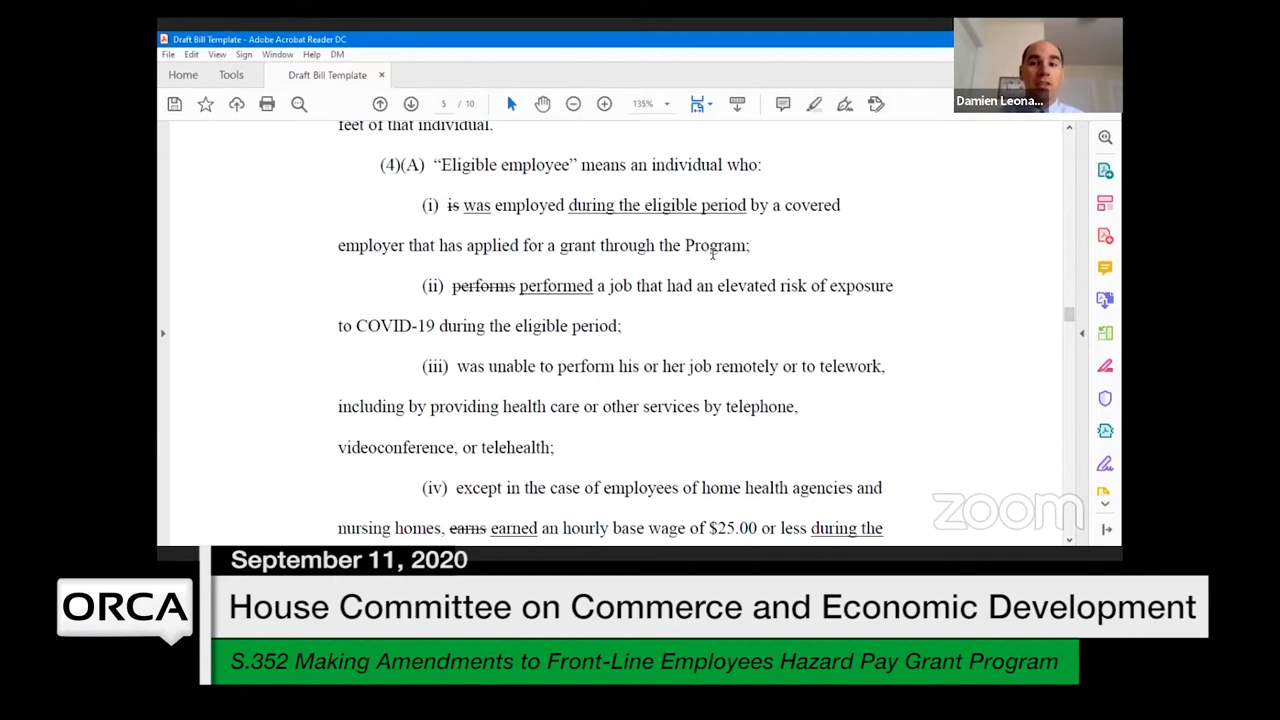 Draft Bill Template - Adobe Acrobat Reader DC
File Edit View Sign Window Help DM
Home Tools Draft Bill Template ×
5 / 10 135%
Damien Leona...
feet of that individual.
(4)(A) “Eligible employee” means an individual who:
(i) is was employed during the eligible period by a covered
employer that has applied for a grant through the Program;
(ii) performs performed a job that had an elevated risk of exposure
to COVID-19 during the eligible period;
(iii) was unable to perform his or her job remotely or to telework,
including by providing health care or other services by telephone,
videoconference, or telehealth;
(iv) except in the case of employees of home health agencies and
nursing homes, earns earned an hourly base wage of $25.00 or less during the
zoom
September 11, 2020
ORCA
House Committee on Commerce and Economic Development
S.352 Making Amendments to Front-Line Employees Hazard Pay Grant Program